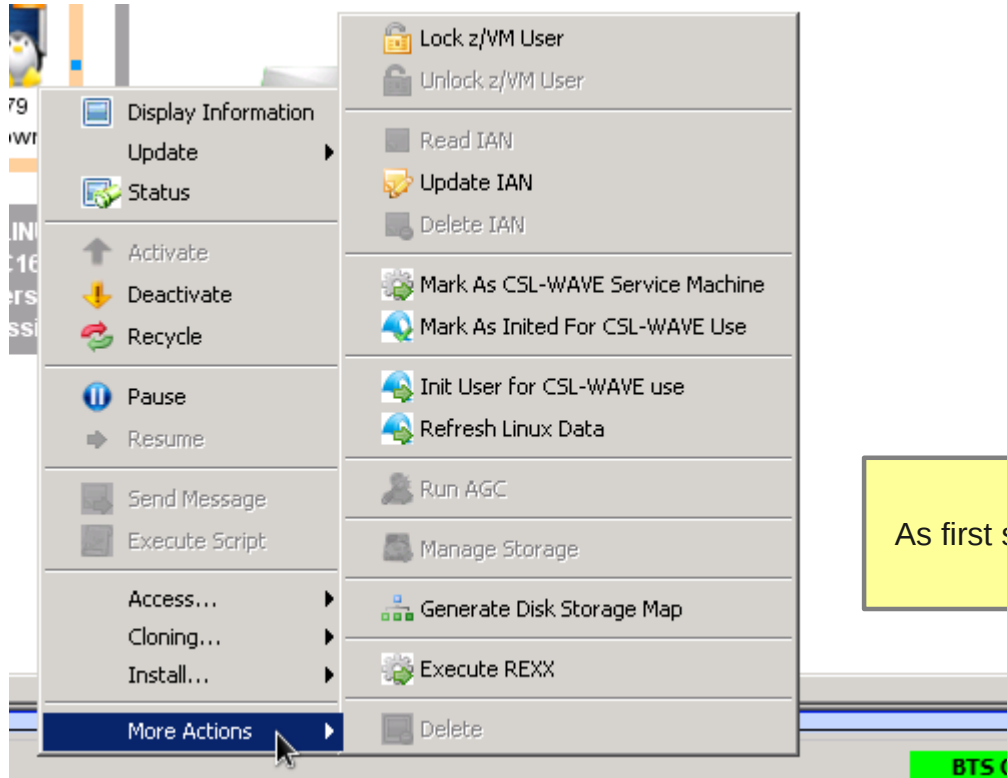 79
own
Display Information
Update
Status
Activate
Deactivate
Recycle
Pause
Resume
Send Message
Execute Script
Access...
Cloning...
Install...
More Actions
Lock z/VM User
Unlock z/VM User
Read IAN
Update IAN
Delete IAN
Mark As CSL-WAVE Service Machine
Mark As Inited For CSL-WAVE Use
Init User for CSL-WAVE use
Refresh Linux Data
Run AGC
Manage Storage
Generate Disk Storage Map
Execute REXX
Delete
As first
BTS